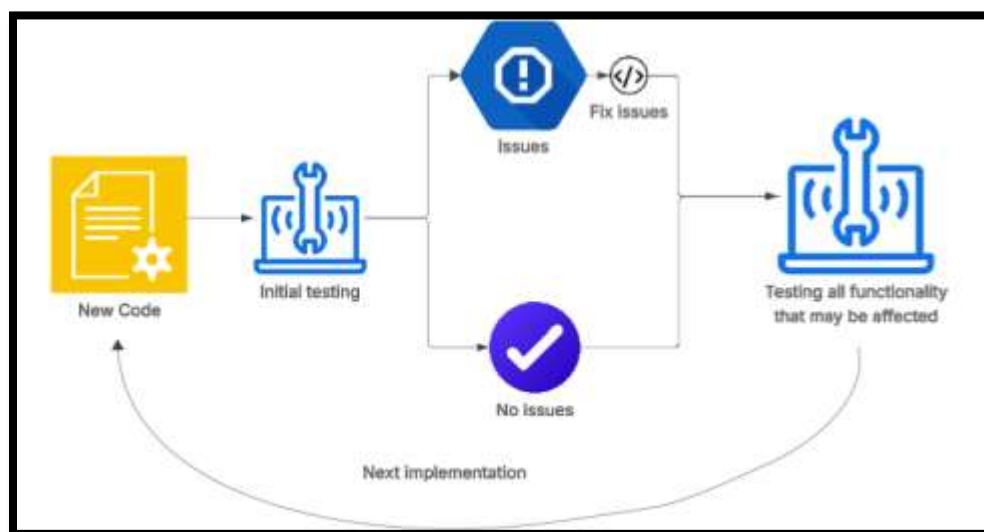 Fix issues
Issues
New Code
Initial testing
Testing all functionality
that may be affected
No issues
Next implementation